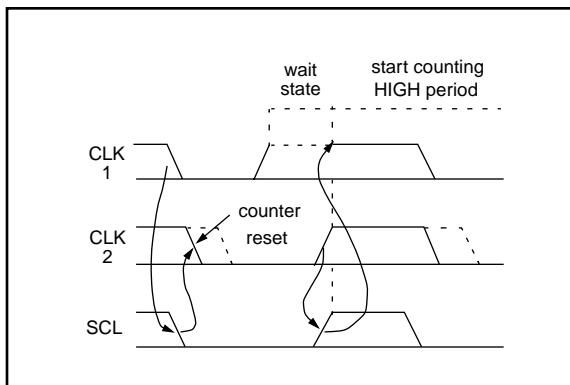 wait
state
start counting
HIGH period
CLK
1
counter
reset
CLK
2
SCL